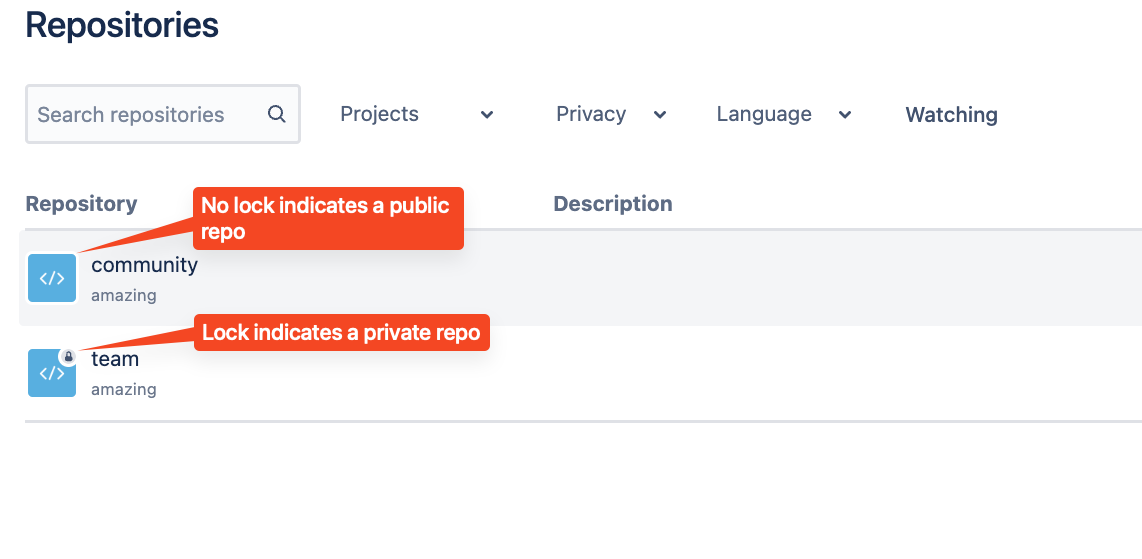 Repositories
Search repositories
Projects
Privacy
Language
Watching
Repository
Description
No lock indicates a public
repo
</>
community
amazing
Lock indicates a private repo
</>
team
amazing